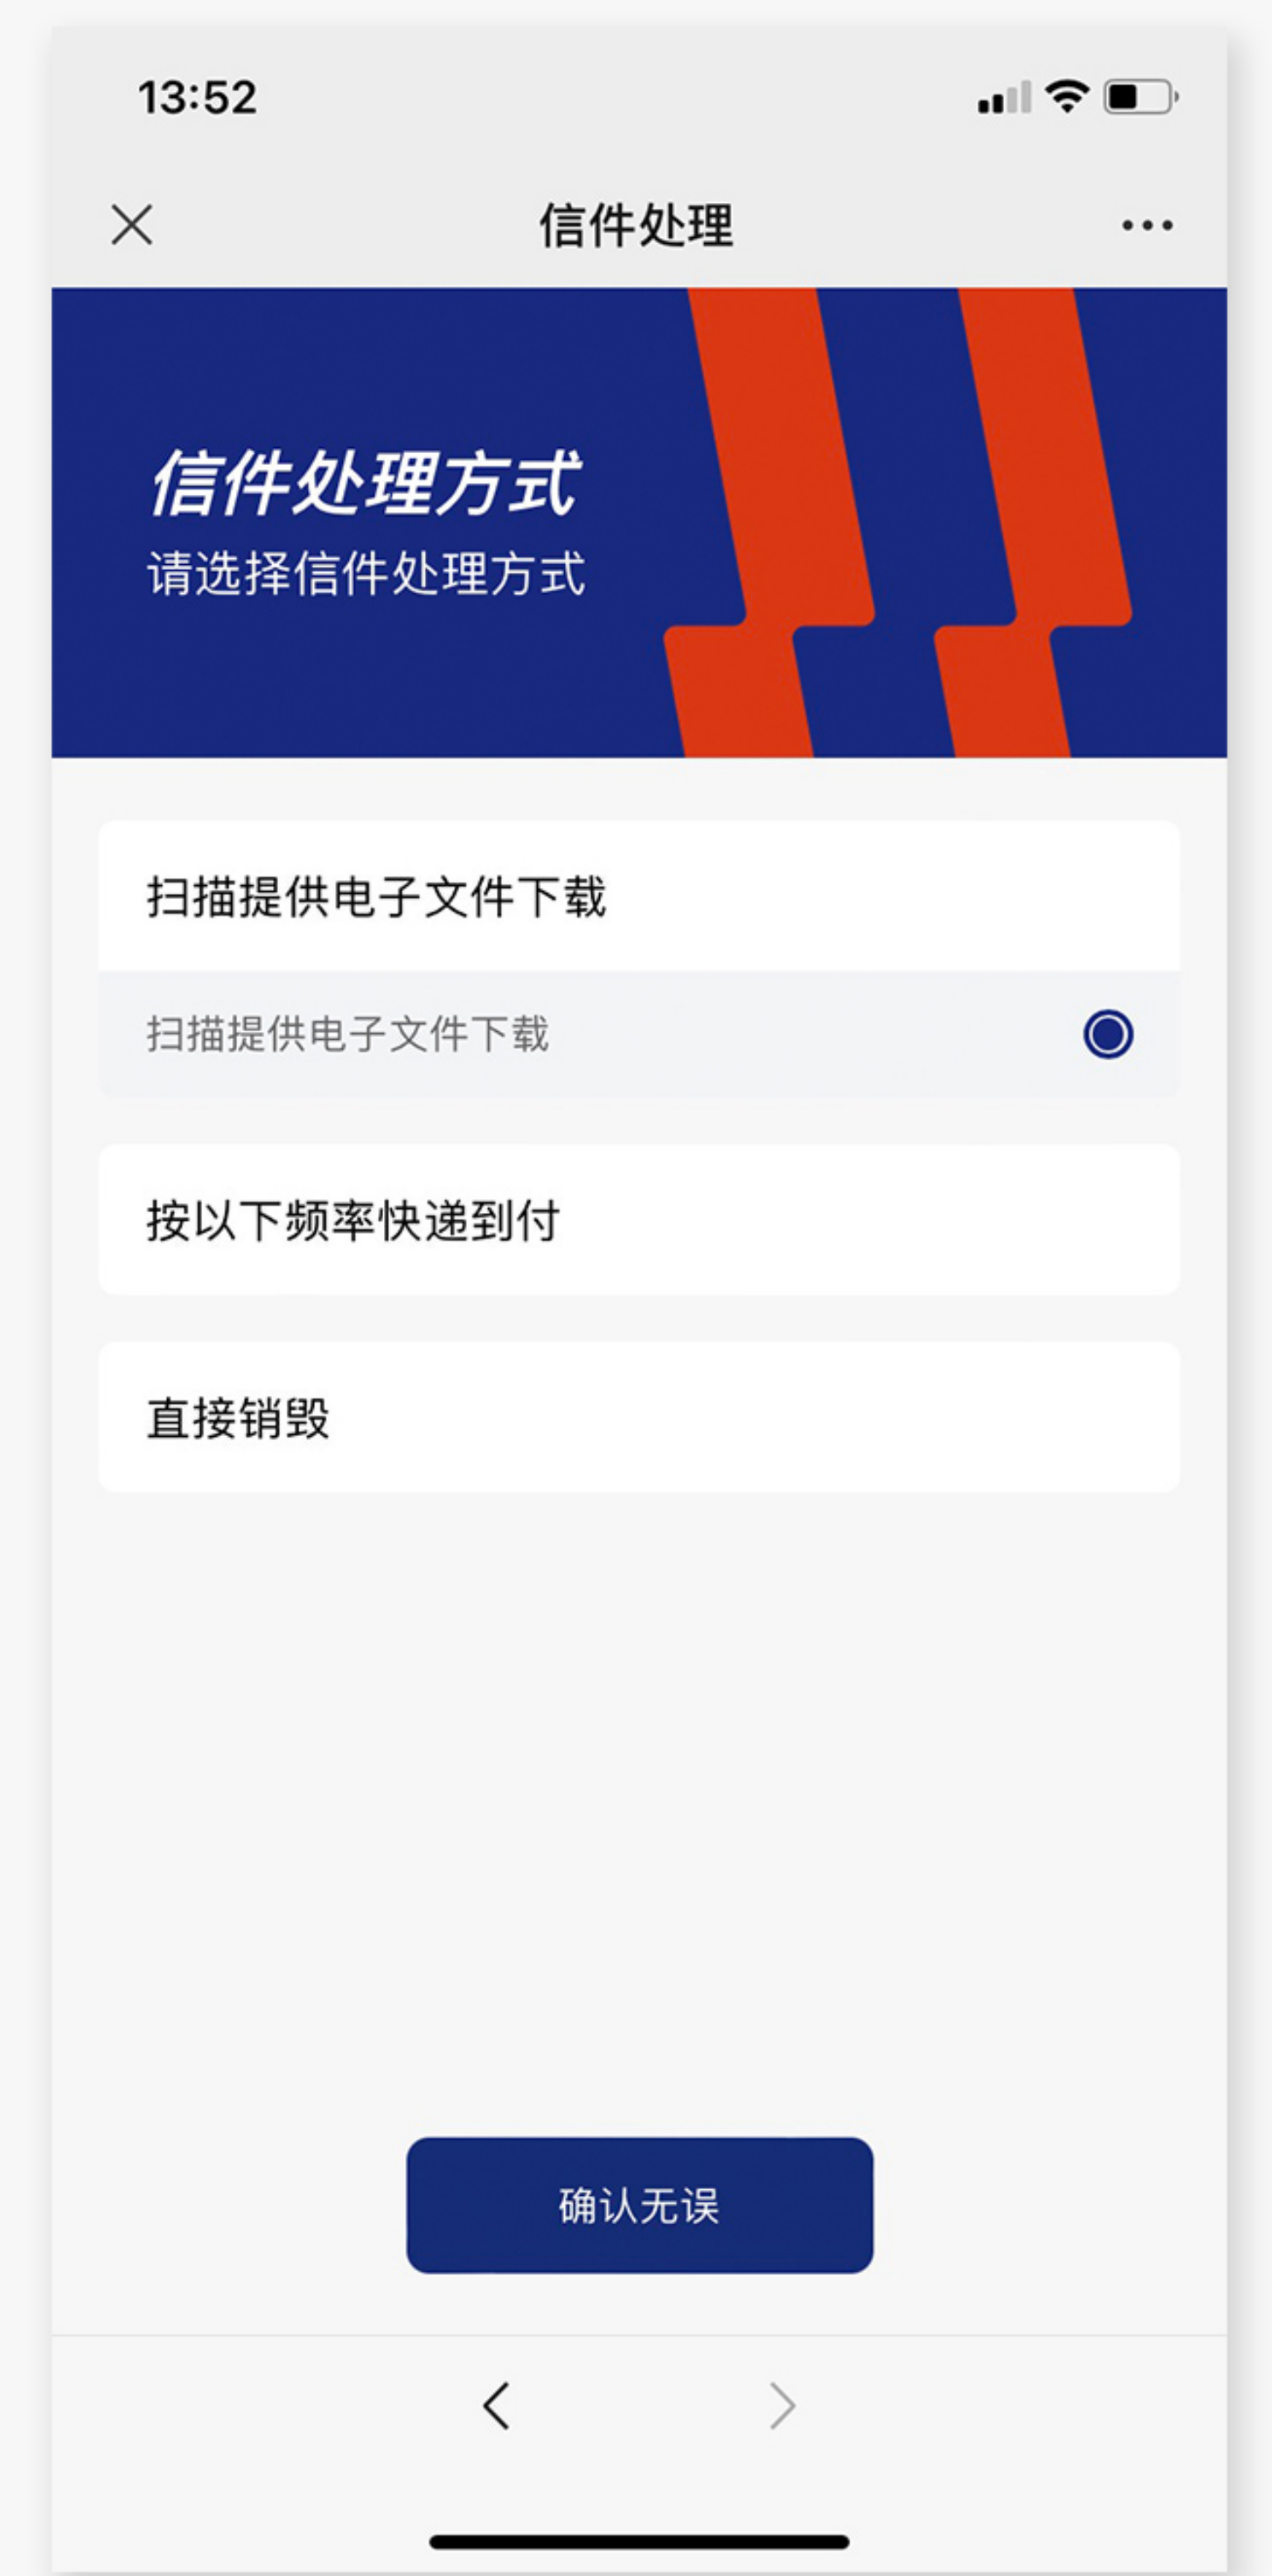 13:52
信件处理
信件处理方式
请选择信件处理方式
扫描提供电子文件下载
扫描提供电子文件下载
按以下频率快递到付
直接销毁
确认无误